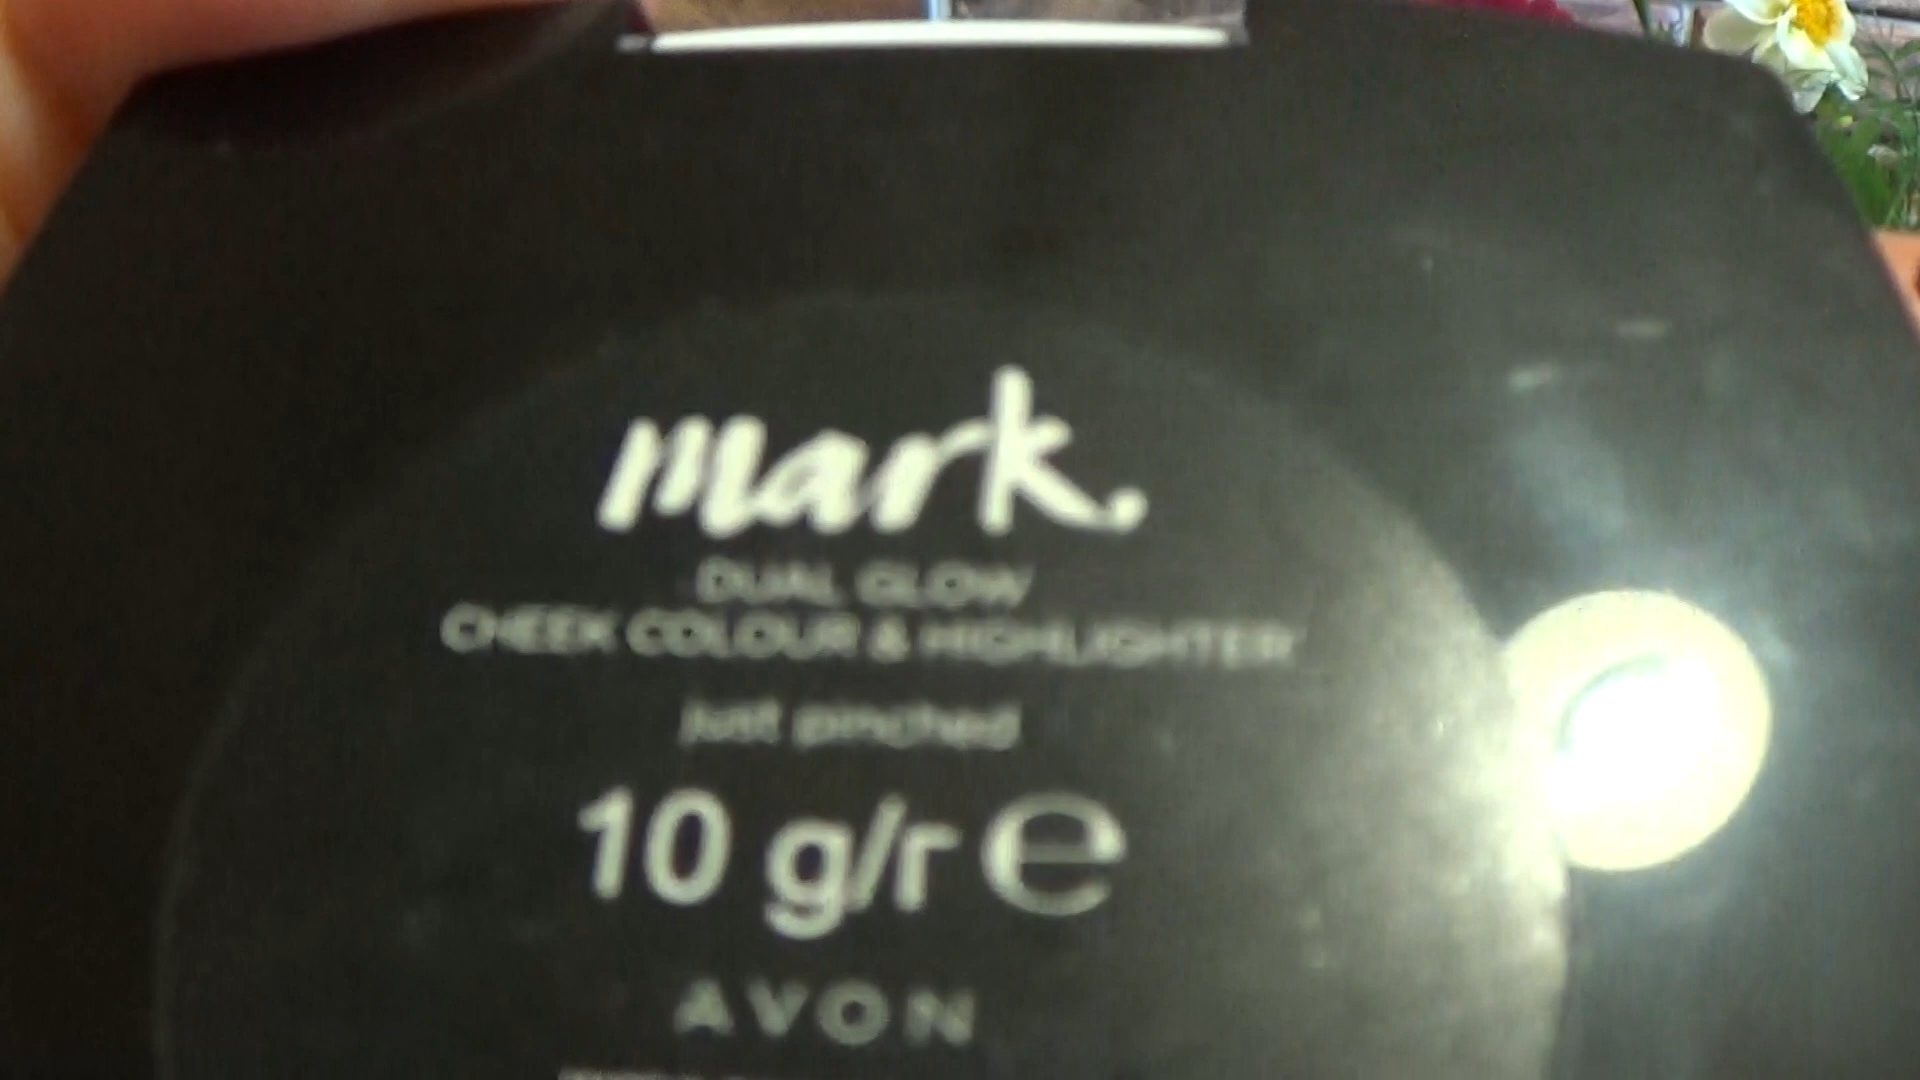 mark.
DUAL GLOW
CHEEK COLOUR & HIGHLIGHTER
just pinched
10 g/r e
AVON